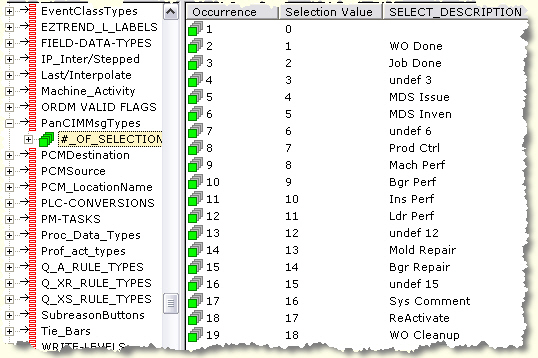 EventClassTypes
EZTREND_L_LABELS
FIELD-DATA-TYPES
IP_Inter/Stepped
Last/Interpolate
Machine_Activity
ORDM VALID FLAGS
PanCIMMsgTypes
#_OF_SELECTION
PCMDestination
PCMSource
PCM_LocationName
PLC-CONVERSIONS
PM-TASKS
Proc_Data_Types
Prof_act_types
Q_A_RULE_TYPES
Q_XR_RULE_TYPES
Q_XS_RULE_TYPES
SubreasonButtons
Tie_Bars
WRITE-LEVELS
Occurrence Selection Value SELECT_DESCRIPTION
1 0
2 1 WO Done
3 2 Job Done
4 3 undef 3
5 4 MDS Issue
6 5 MDS Inven
7 6 undef 6
8 7 Prod Ctrl
9 8 Mach Perf
10 9 Bgr Perf
11 10 Ins Perf
12 11 Ldr Perf
13 12 undef 12
14 13 Mold Repair
15 14 Bgr Repair
16 15 undef 15
17 16 Sys Comment
18 17 ReActivate
19 18 WO Cleanup